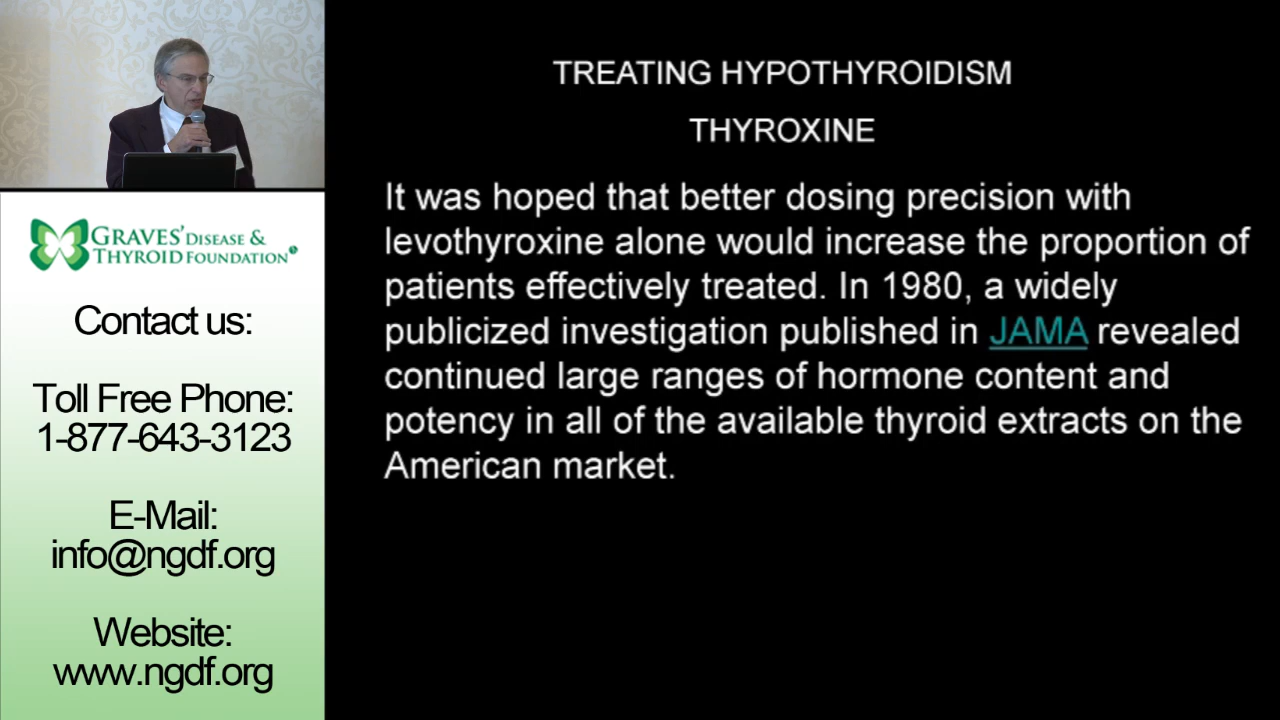 TREATING HYPOTHYROIDISM
THYROXINE
It was hoped that better dosing precision with
levothyroxine alone would increase the proportion of
patients effectively treated. In 1980, a widely
publicized investigation published in JAMA revealed
continued large ranges of hormone content and
potency in all of the available thyroid extracts on the
American market.
GRAVES' DISEASE &
THYROID FOUNDATION
Contact us:
Toll Free Phone:
1-877-643-3123
E-Mail:
info@ngdf.org
Website:
www.ngdf.org